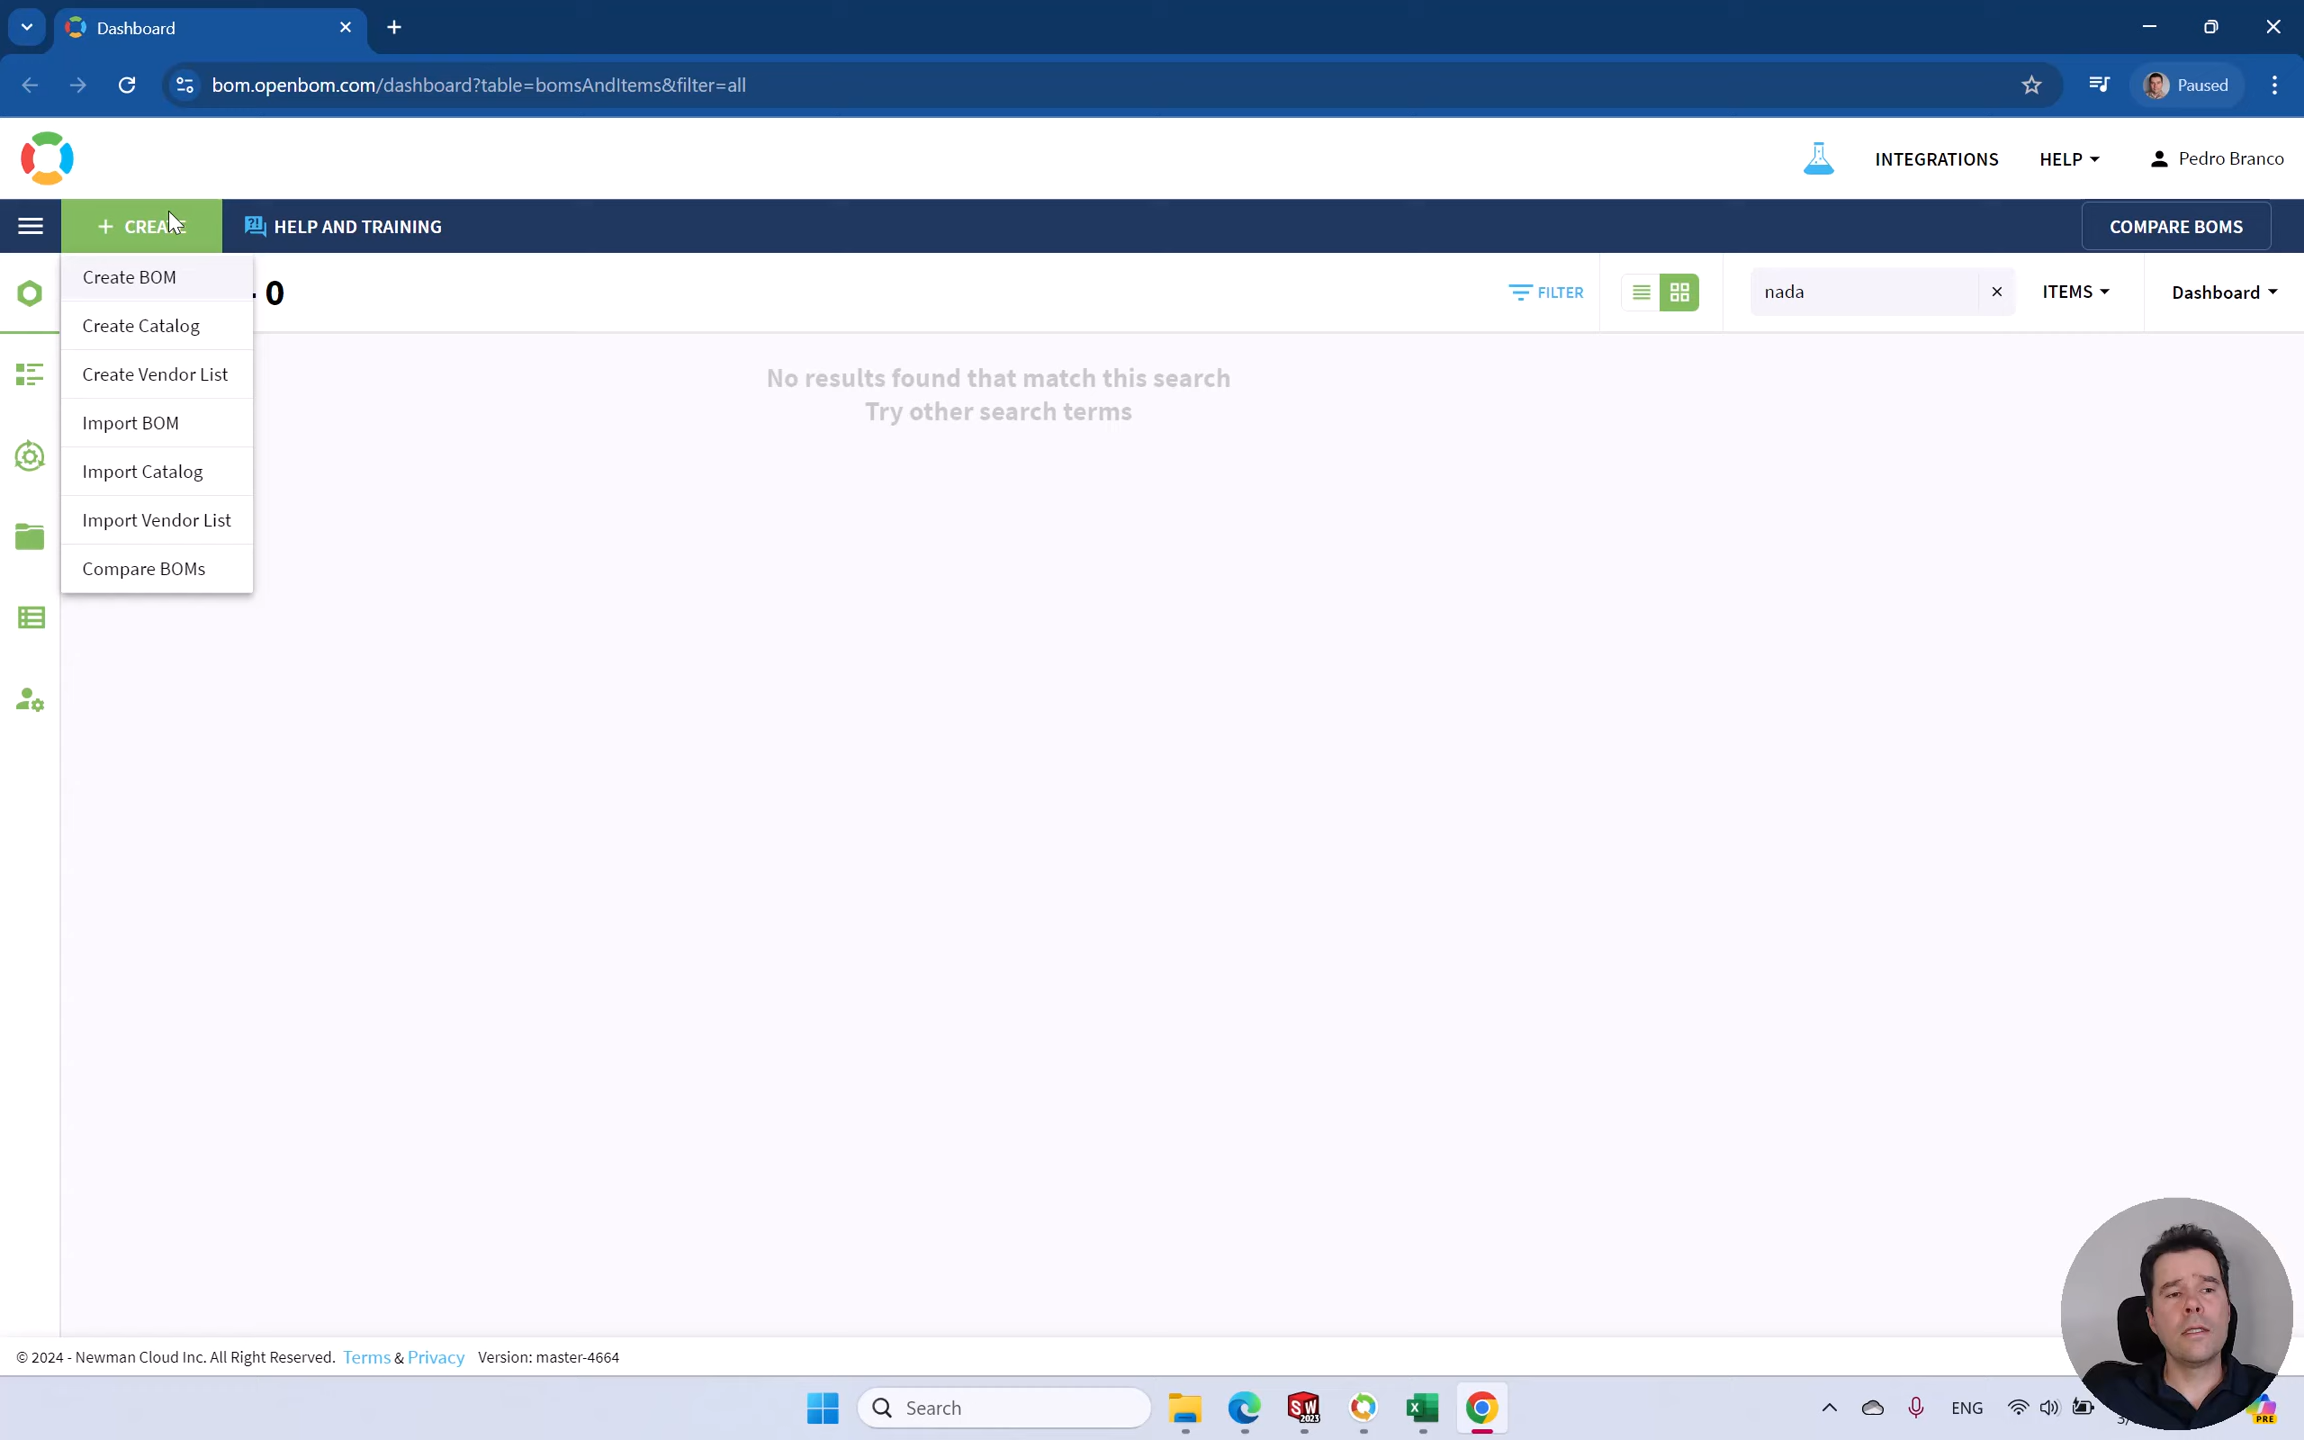 Dashboard
bom.openbom.com/dashboard?table=bomsAndItems&filter=all
Paused
INTEGRATIONS
HELP
Pedro Branco
HELP AND TRAINING
COMPARE BOMS
Create BOM
Create Catalog
Create Vendor List
Import BOM
Import Catalog
Import Vendor List
Compare BOMs
- 0
FILTER
nada
ITEMS
Dashboard
No results found that match this search
Try other search terms
© 2024 - Newman Cloud Inc. All Right Reserved. Terms & Privacy Version: master-4664
Search
SW
2023
ENG
PRE